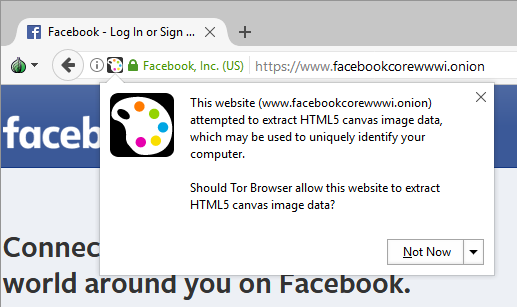 Facebook - Log In or Sign ...
Facebook, Inc. (US)
https://www.facebookcorewwwi.onion
faceb
This website (www.facebookcorewwwi.onion)
attempted to extract HTML5 canvas image data,
which may be used to uniquely identify your
computer.
Should Tor Browser allow this website to extract
HTML5 canvas image data?
Not Now
Connec
world around you on Facebook.